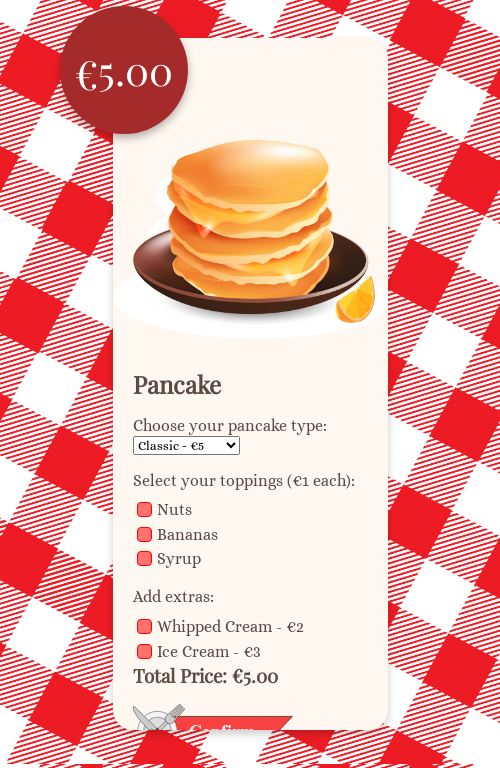 €5.00
Pancake
Choose your pancake type:
Classic - €5
Select your toppings (€1 each):
Nuts
Bananas
Syrup
Add extras:
Whipped Cream - €2
Ice Cream - €3
Total Price: €5.00
Confirm